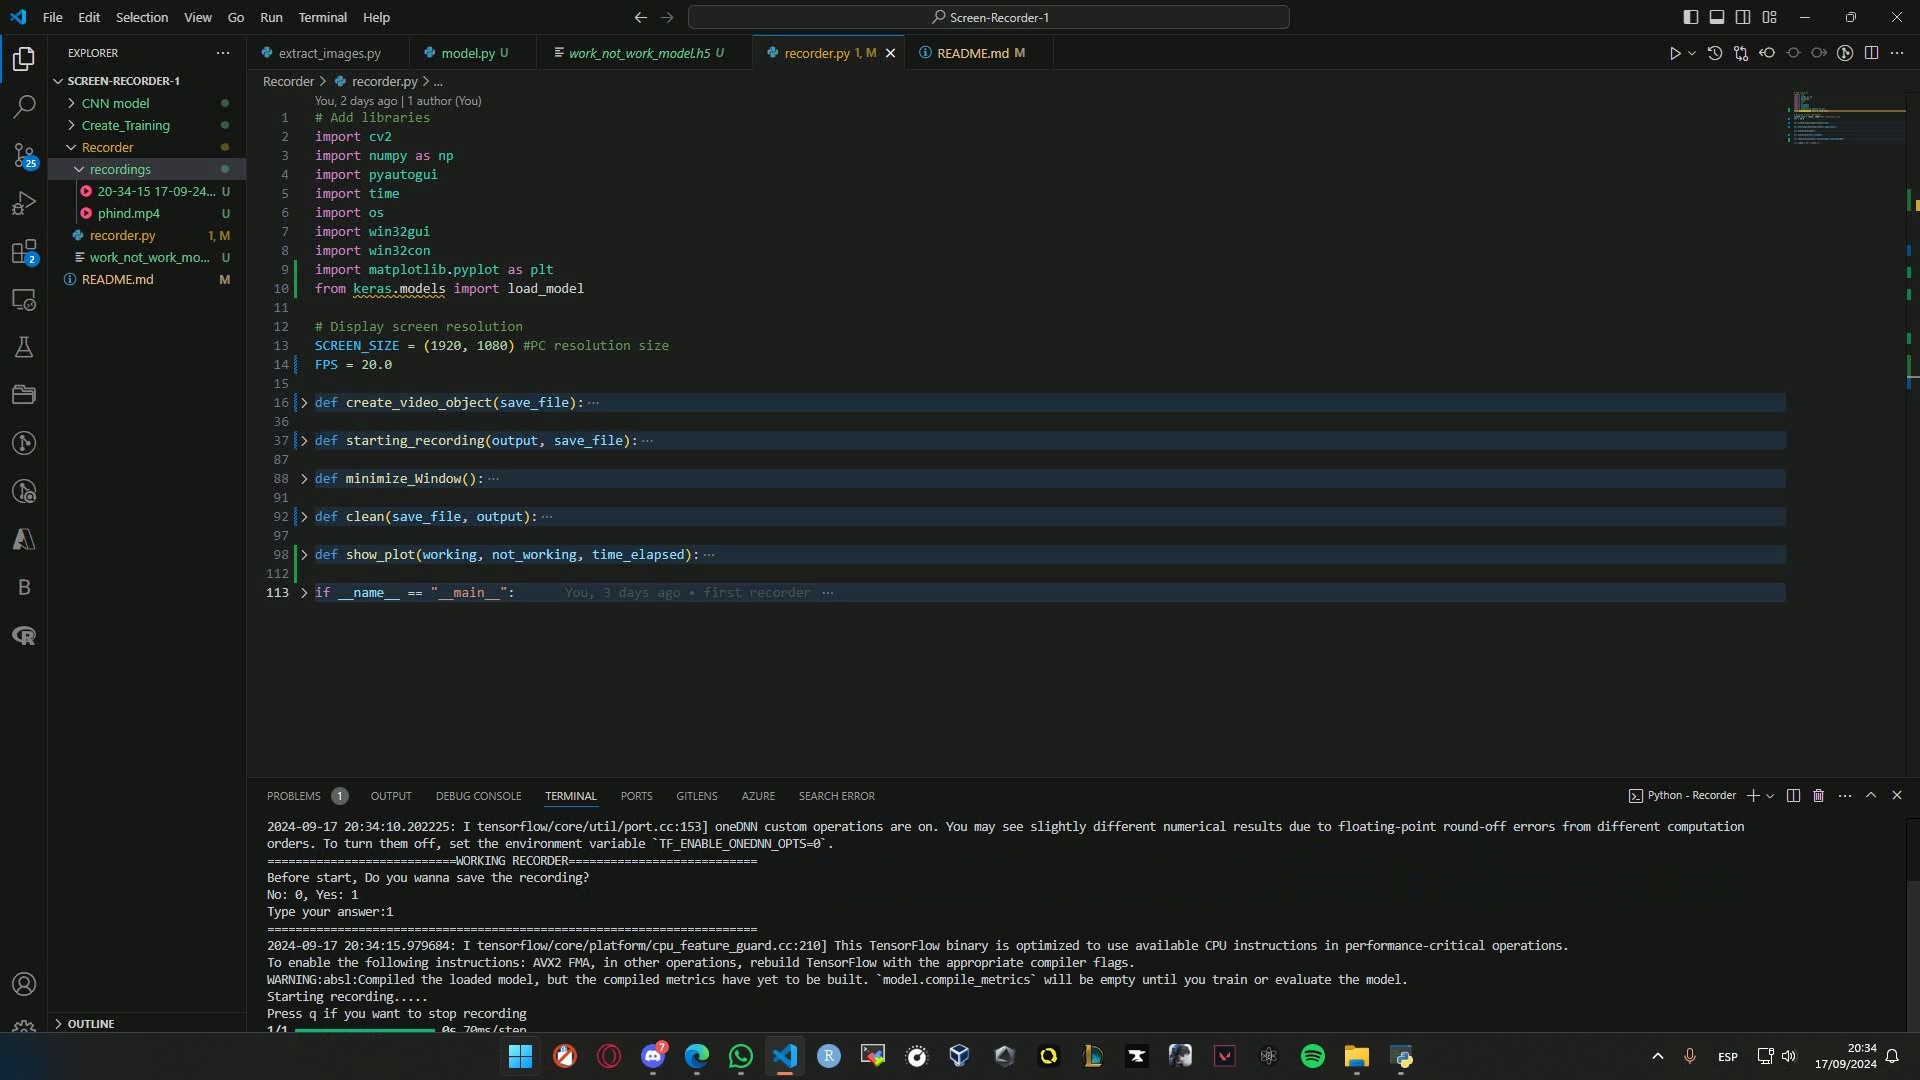 File Edit Selection View Go Run Terminal Help
Screen-Recorder-1
EXPLORER
SCREEN-RECORDER-1
CNN model
Create_Training
Recorder
recordings
20-34-15 17-09-24... U
phind.mp4 U
recorder.py 1, M
work_not_work_mo... U
README.md M
OUTLINE
25
2
extract_images.py
model.py U
work_not_work_model.h5 U
recorder.py 1, M
README.md M
Recorder > recorder.py > ...
You, 2 days ago | 1 author (You)
1 # Add libraries
2 import cv2
3 import numpy as np
4 import pyautogui
5 import time
6 import os
7 import win32gui
8 import win32con
9 import matplotlib.pyplot as plt
10 from keras.models import load_model
11
12 # Display screen resolution
13 SCREEN_SIZE = (1920, 1080) #PC resolution size
14 FPS = 20.0
15
16 def create_video_object(save_file): ...
36
37 def starting_recording(output, save_file): ...
87
88 def minimize_Window(): ...
91
92 def clean(save_file, output): ...
97
98 def show_plot(working, not_working, time_elapsed): ...
112
113 if __name__ == "__main__": You, 3 days ago • first recorder ...
PROBLEMS 1 OUTPUT DEBUG CONSOLE TERMINAL PORTS GITLENS AZURE SEARCH ERROR
Python - Recorder
2024-09-17 20:34:10.202225: I tensorflow/core/util/port.cc:153] oneDNN custom operations are on. You may see slightly different numerical results due to floating-point round-off errors from different computation
orders. To turn them off, set the environment variable `TF_ENABLE_ONEDNN_OPTS=0`.
===========================WORKING RECORDER===========================
Before start, Do you wanna save the recording?
No: 0, Yes: 1
Type your answer:1
======================================================================
2024-09-17 20:34:15.979684: I tensorflow/core/platform/cpu_feature_guard.cc:210] This TensorFlow binary is optimized to use available CPU instructions in performance-critical operations.
To enable the following instructions: AVX2 FMA, in other operations, rebuild TensorFlow with the appropriate compiler flags.
WARNING:absl:Compiled the loaded model, but the compiled metrics have yet to be built. `model.compile_metrics` will be empty until you train or evaluate the model.
Starting recording.....
Press q if you want to stop recording
1/1 0s 70ms/step
7
ESP
20:34
17/09/2024